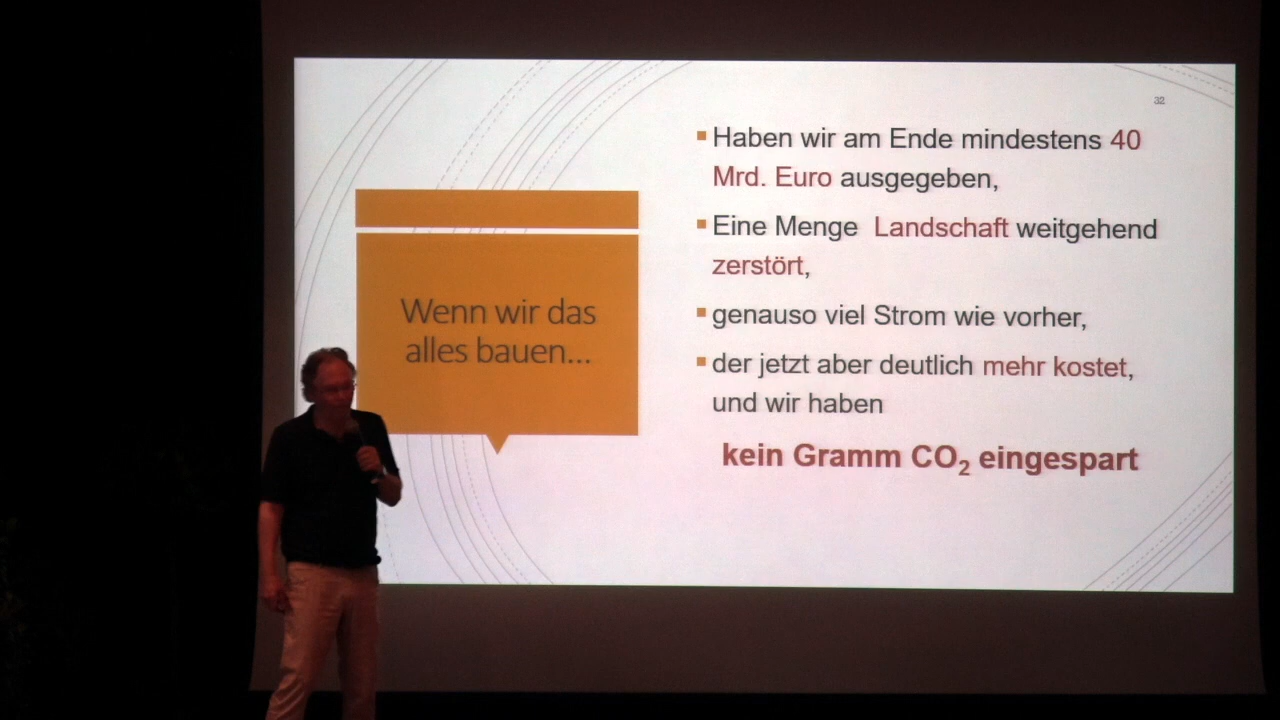 32
Wenn wir das
alles bauen...
Haben wir am Ende mindestens 40
Mrd. Euro ausgegeben,
Eine Menge Landschaft weitgehend
zerstört,
genauso viel Strom wie vorher,
der jetzt aber deutlich mehr kostet,
und wir haben
kein Gramm CO₂ eingespart